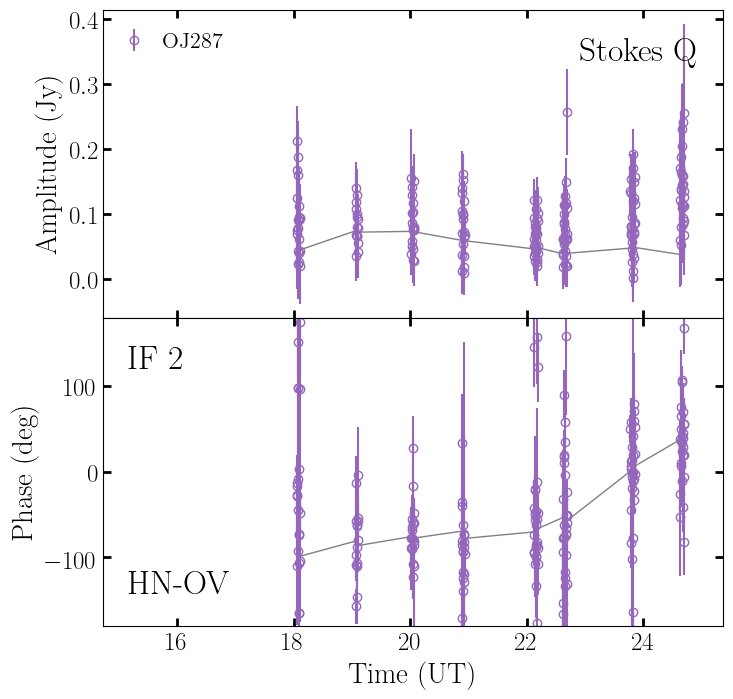 0.4
OJ287
Stokes Q
0.3
0.2
0.1
0.0
Amplitude (Jy)
IF 2
100
0
−100
Phase (deg)
HN-OV
16 18 20 22 24
Time (UT)